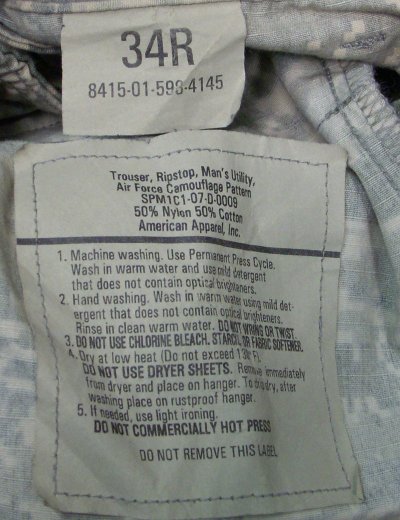 34R
8415-01-598-4145
Trouser, Ripstop, Man's Utility,
Air Force Camouflage Pattern
SPM1C1-07-D-0009
50% Nylon 50% Cotton
American Apparel, Inc.
1. Machine washing. Use Permanent Press Cycle.
Wash in warm water and use mild detergent
that does not contain optical brighteners.
2. Hand washing. Wash in warm water using mild det-
ergent that does not contain optical brighteners.
Rinse in clean warm water. DO NOT WRING OR TWIST
3. DO NOT USE CHLORINE BLEACH, STARCH, OR FABRIC SOFTENER.
4. Dry at low heat (Do not exceed F).
DO NOT USE DRYER SHEETS. Remove immediately
from dryer and place on hanger. To drip dry, after
washing place on rustproof hanger.
5. If needed, use light ironing.
DO NOT COMMERCIALLY HOT PRESS
DO NOT REMOVE THIS LABEL